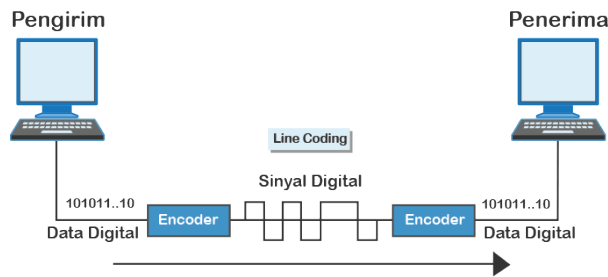 Pengirim
Penerima
Line Coding
Sinyal Digital
101011..10
101011..10
Encoder
Encoder
Data Digital
Data Digital